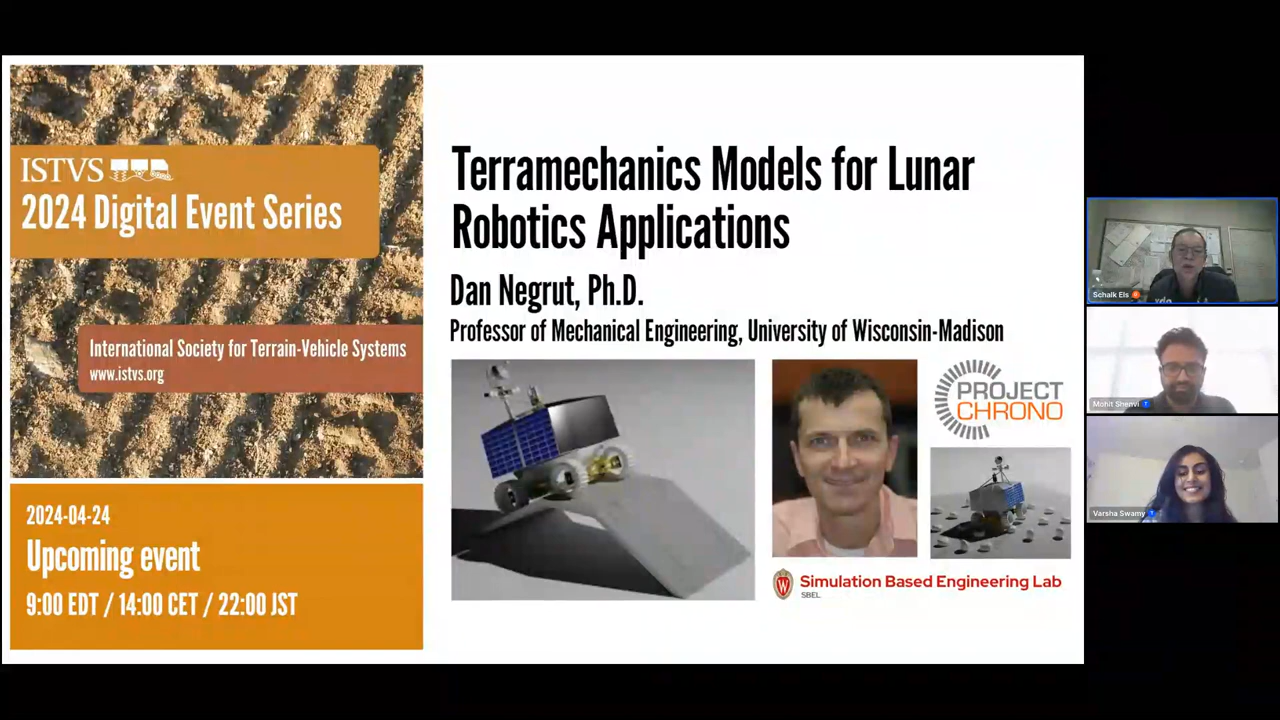 ISTVS
2024 Digital Event Series
International Society for Terrain-Vehicle Systems
www.istvs.org
2024-04-24
Upcoming event
9:00 EDT / 14:00 CET / 22:00 JST
Terramechanics Models for Lunar
Robotics Applications
Dan Negrut, Ph.D.
Professor of Mechanical Engineering, University of Wisconsin-Madison
PROJECT
CHRONO
W
Simulation Based Engineering Lab
SBEL
Schalk Els
Mohit Shenvi
Varsha Swamy